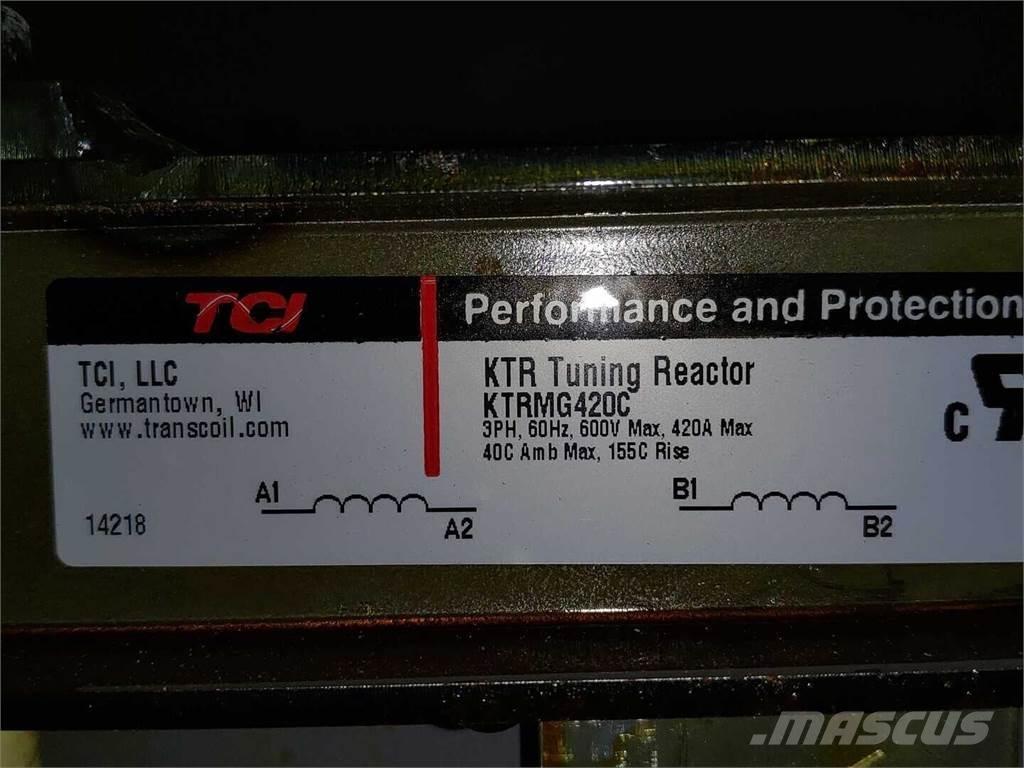 TCI
Performance and Protection
TCI, LLC
Germantown, WI
www.transcoil.com
KTR Tuning Reactor
KTRMG420C
3PH, 60Hz, 600V Max, 420A Max
40C Amb Max, 155C Rise
C
A1
A2
B1
B2
14218
MASCUS